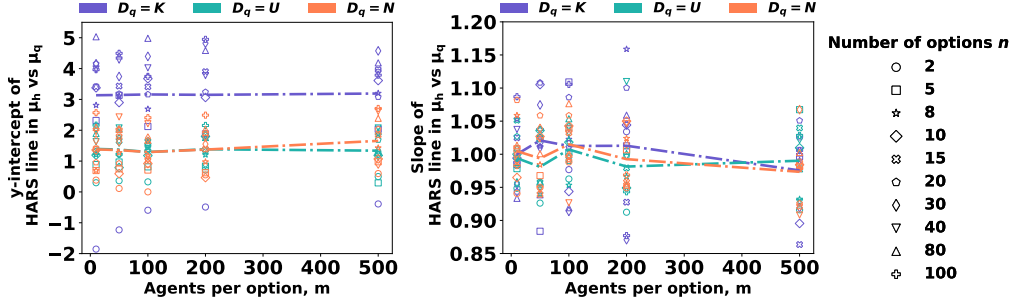 D_q = K  D_q = U  D_q = N
y-intercept of
HARS line in μ_h vs μ_q
5
4
3
2
1
0
−1
−2
0 100 200 300 400 500
Agents per option, m
D_q = K  D_q = U  D_q = N
Slope of
HARS line in μ_h vs μ_q
1.20
1.15
1.10
1.05
1.00
0.95
0.90
0.85
0 100 200 300 400 500
Agents per option, m
Number of options n
2
5
8
10
15
20
30
40
80
100